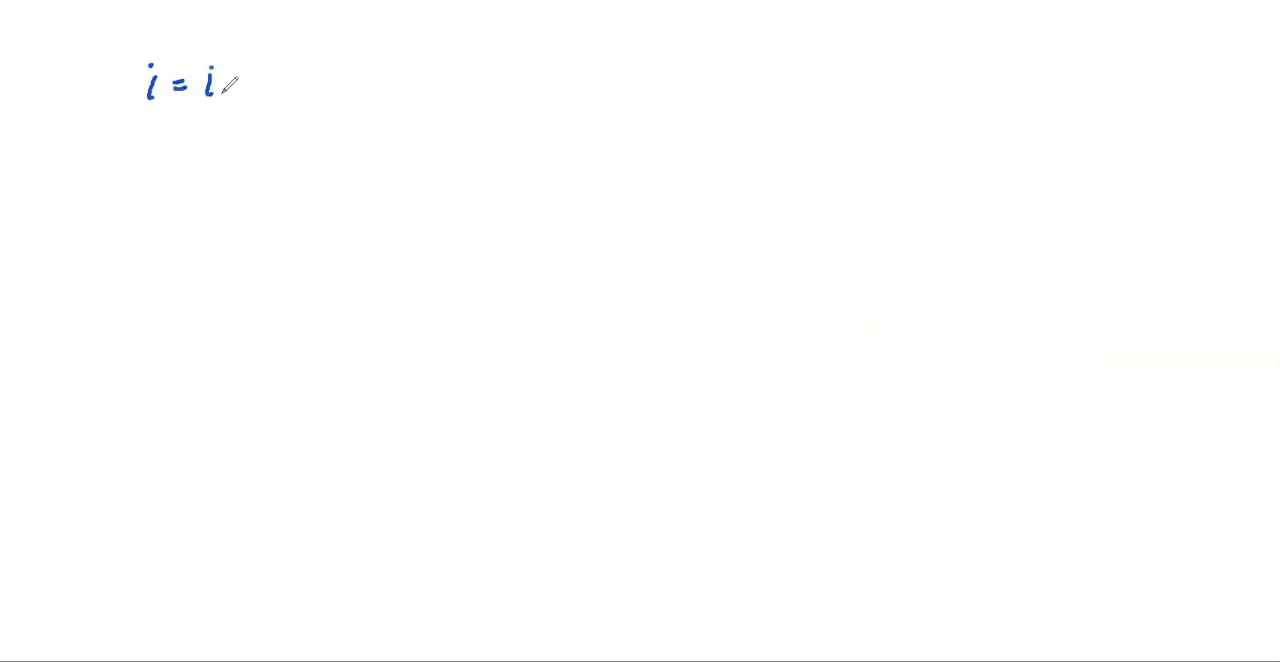 i = i